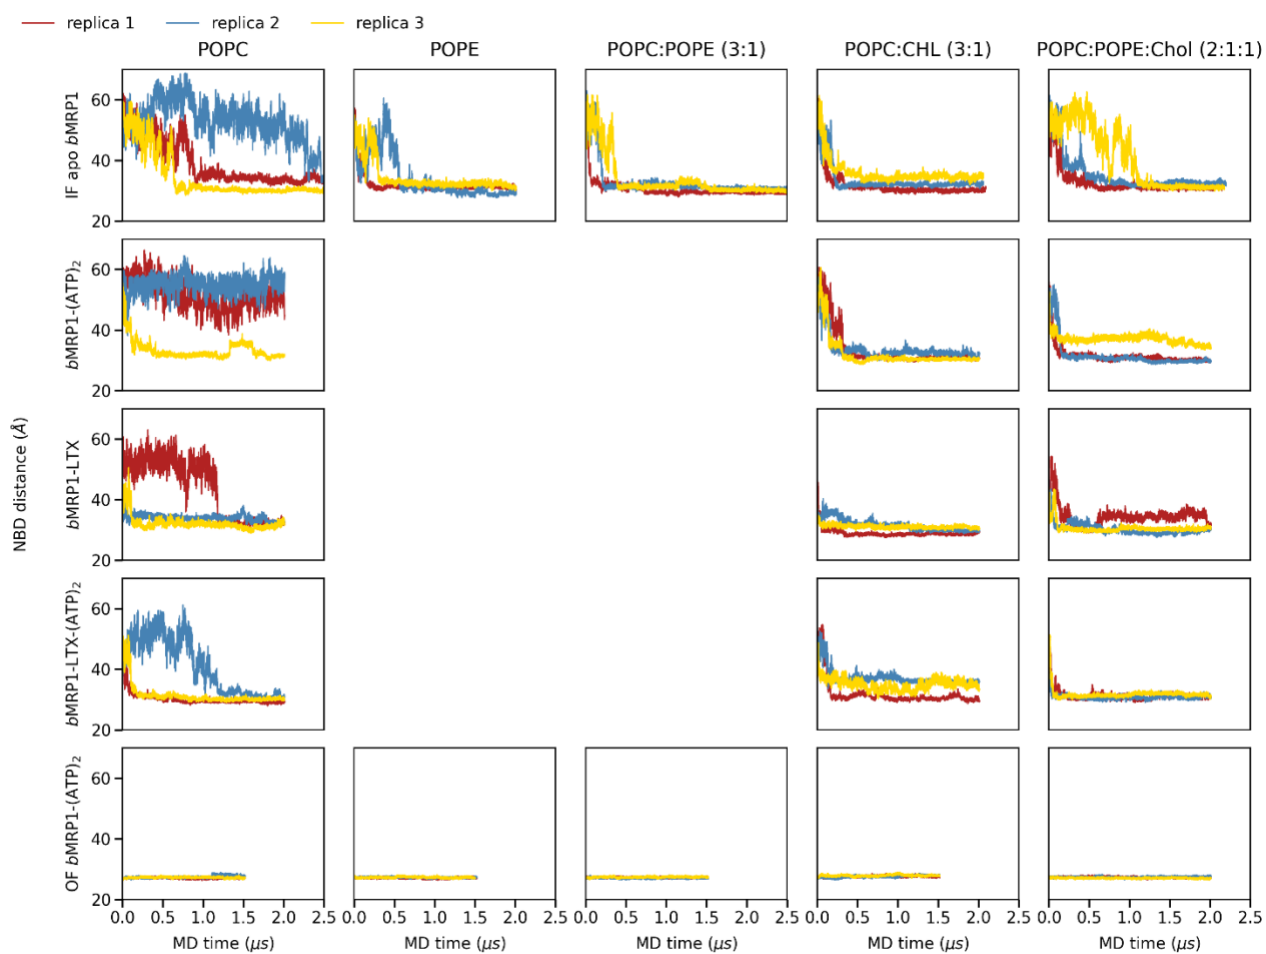 replica 1 replica 2 replica 3
POPC POPE POPC:POPE (3:1) POPC:CHL (3:1) POPC:POPE:Chol (2:1:1)
NBD distance (Å)
IF apo bMRP1
60
40
20
bMRP1-(ATP)₂
60
40
20
bMRP1-LTX
60
40
20
bMRP1-LTX-(ATP)₂
60
40
20
OF bMRP1-(ATP)₂
60
40
20
0.0 0.5 1.0 1.5 2.0 2.5 0.0 0.5 1.0 1.5 2.0 2.5 0.0 0.5 1.0 1.5 2.0 2.5 0.0 0.5 1.0 1.5 2.0 2.5 0.0 0.5 1.0 1.5 2.0 2.5
MD time (μs) MD time (μs) MD time (μs) MD time (μs) MD time (μs)